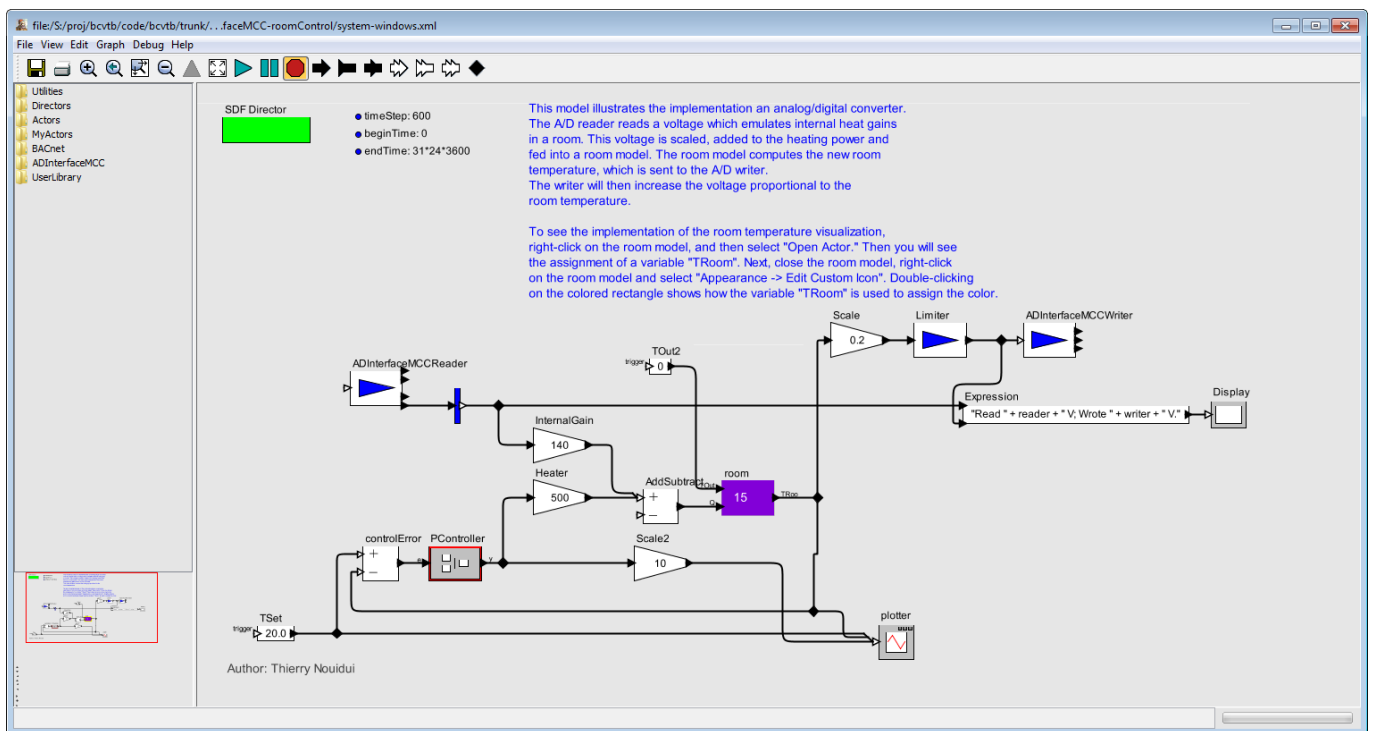 file:/S:/proj/bcvtb/code/bcvtb/trunk/. . .faceMCC-roomControl/system-windows.xml
File View Edit Graph Debug Help
Utilities
Directors
Actors
MyActors
BACnet
ADInterfaceMCC
UserLibrary
SDF Director
timeStep: 600
beginTime: 0
endTime: 31*24*3600
This model illustrates the implementation an analog/digital converter.
The A/D reader reads a voltage which emulates internal heat gains
in a room. This voltage is scaled, added to the heating power and
fed into a room model. The room model computes the new room
temperature, which is sent to the A/D writer.
The writer will then increase the voltage proportional to the
room temperature.
To see the implementation of the room temperature visualization,
right-click on the room model, and then select "Open Actor." Then you will see
the assignment of a variable "TRoom". Next, close the room model, right-click
on the room model and select "Appearance -> Edit Custom Icon". Double-clicking
on the colored rectangle shows how the variable "TRoom" is used to assign the color.
Scale
0.2
Limiter
ADInterfaceMCCWriter
ADInterfaceMCCReader
TOut2
trigger
0
Expression
"Read " + reader + " V; Wrote " + writer + " V."
Display
InternalGain
140
Heater
500
AddSubtract
+
−
TOut
Q
room
15
TRoo
controlError
+
−
PController
e
y
Scale2
10
TSet
trigger
20.0
plotter
Author: Thierry Nouidui